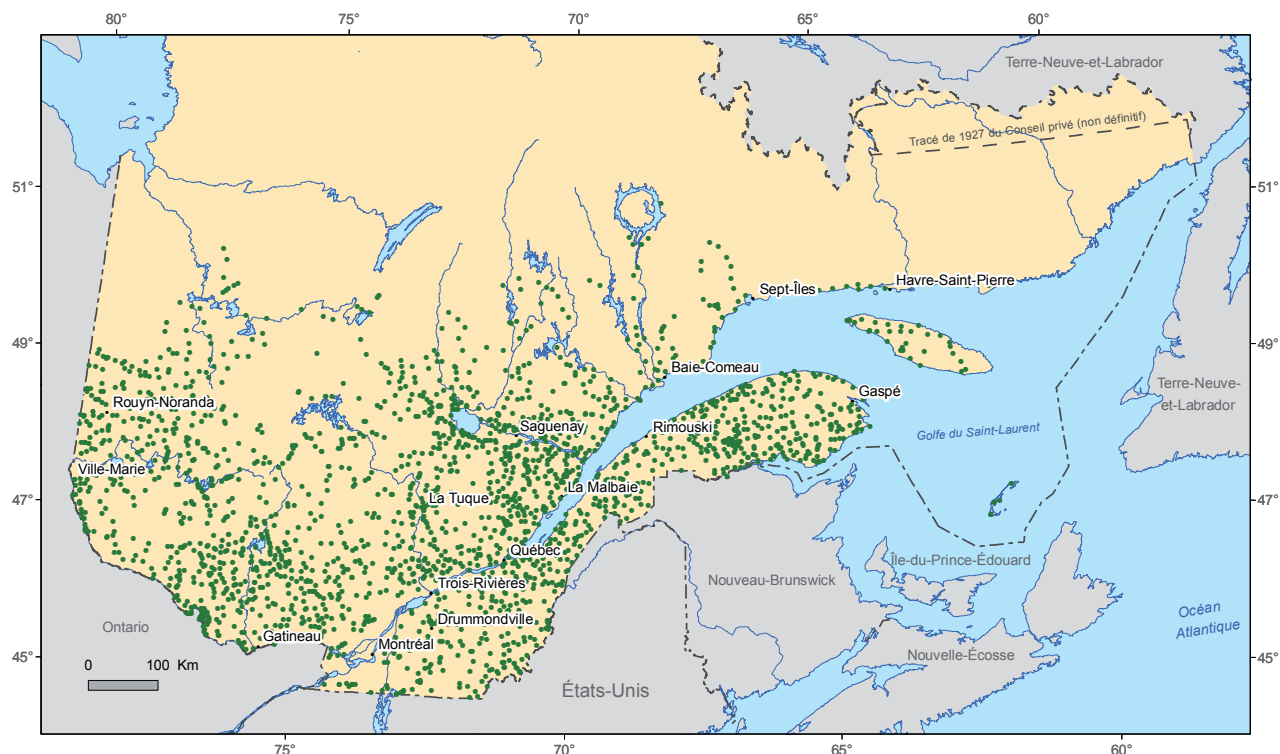 80°
75°
70°
65°
60°
Terre-Neuve-et-Labrador
Tracé de 1927 du Conseil privé (non définitif)
51°
51°
Havre-Saint-Pierre
Sept-Îles
49°
49°
Baie-Comeau
Terre-Neuve-
et-Labrador
Gaspé
Rouyn-Noranda
Saguenay
Rimouski
Golfe du Saint-Laurent
Ville-Marie
La Malbaie
47°
La Tuque
47°
Québec
Île-du-Prince-Édouard
Nouveau-Brunswick
Trois-Rivières
Océan
Atlantique
Drummondville
Ontario
Gatineau
Montréal
Nouvelle-Écosse
45°
45°
0 100 Km
États-Unis
75°
70°
65°
60°